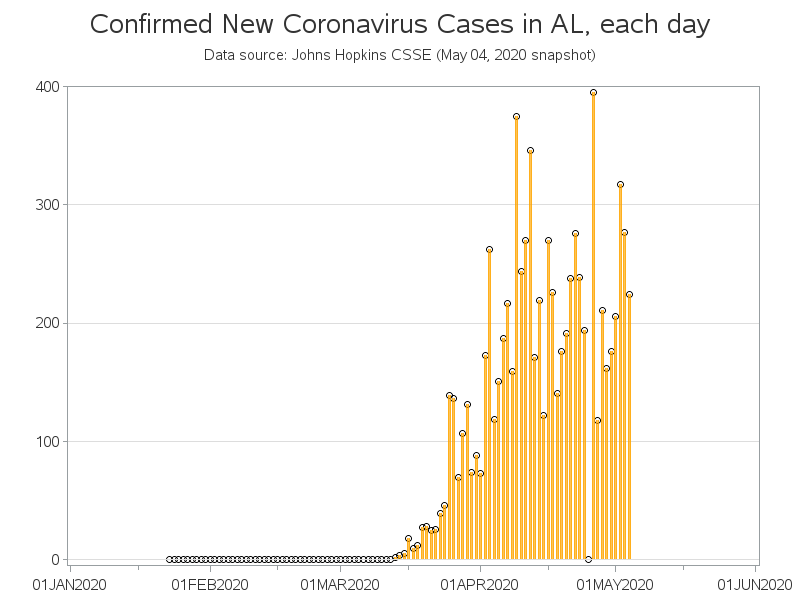 Confirmed New Coronavirus Cases in AL, each day
Data source: Johns Hopkins CSSE (May 04, 2020 snapshot)
400
300
200
100
0
01JAN2020 01FEB2020 01MAR2020 01APR2020 01MAY2020 01JUN2020